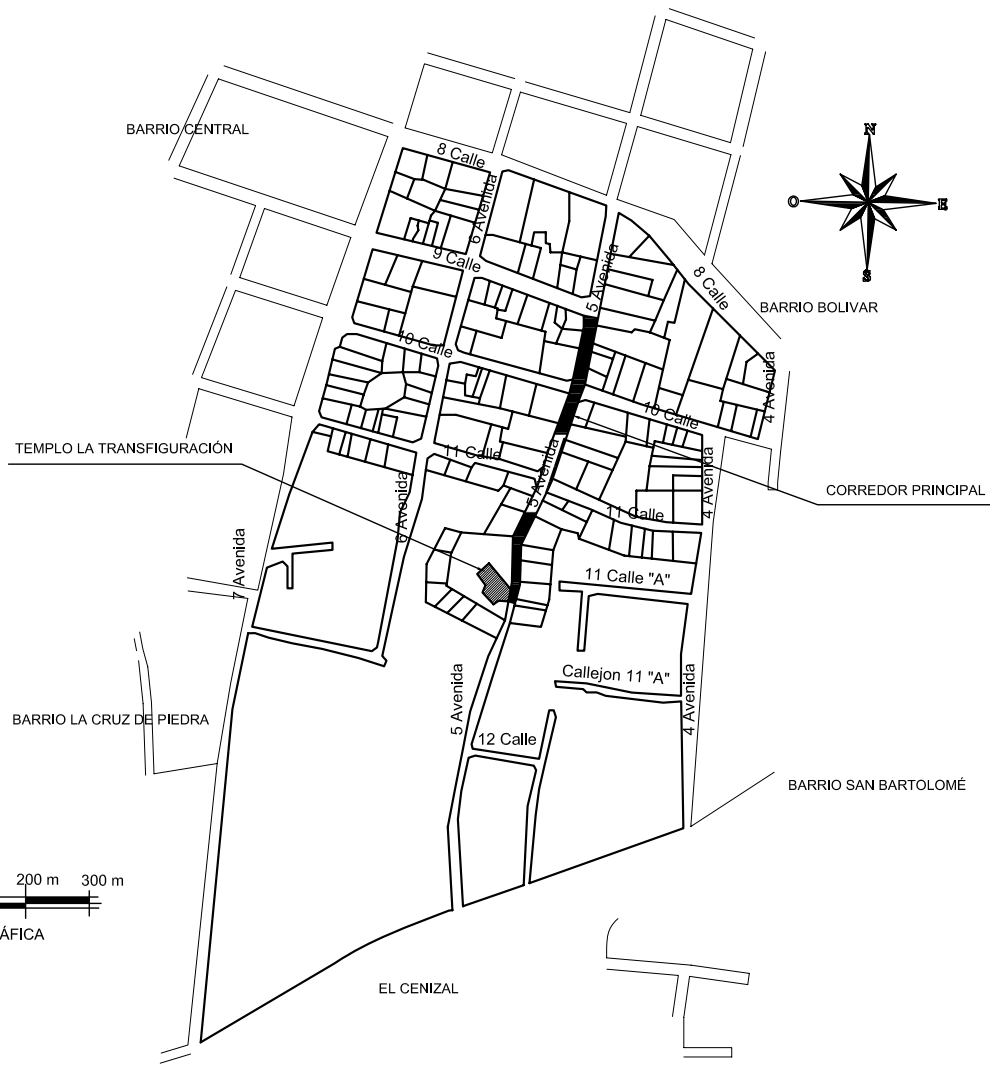 BARRIO CENTRAL
8 Calle
6 Avenida
9 Calle
5 Avenida
8 Calle
N
O
E
S
BARRIO BOLIVAR
10 Calle
4 Avenida
10 Calle
TEMPLO LA TRANSFIGURACIÓN
11 Calle
5 Avenida
4 Avenida
CORREDOR PRINCIPAL
6 Avenida
11 Calle
7 Avenida
11 Calle "A"
Callejon 11 "A"
5 Avenida
4 Avenida
BARRIO LA CRUZ DE PIEDRA
12 Calle
BARRIO SAN BARTOLOMÉ
200 m 300 m
ÁFICA
EL CENIZAL